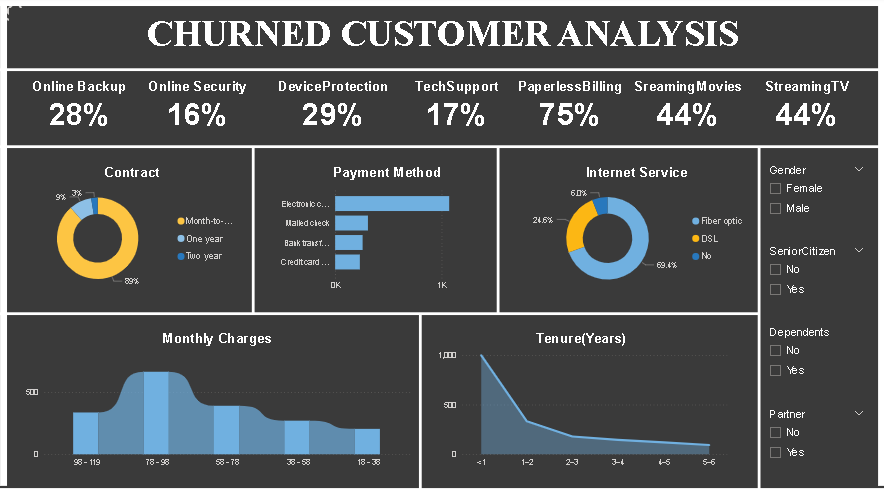 CHURNED CUSTOMER ANALYSIS
Online Backup
28%
Online Security
16%
DeviceProtection
29%
TechSupport
17%
PaperlessBilling
75%
SreamingMovies
44%
StreamingTV
44%
Contract
9%
3%
89%
Month-to-...
One year
Two year
Payment Method
Electronic c...
Mailed check
Bank transf...
Credit card ...
0K
1K
Internet Service
6.0%
24.6%
69.4%
Fiber optic
DSL
No
Gender
Female
Male
SeniorCitizen
No
Yes
Dependents
No
Yes
Partner
No
Yes
Monthly Charges
500
0
98 - 119
78 - 98
58 - 78
38 - 58
18 - 38
Tenure(Years)
1,000
500
0
<1
1-2
2-3
3-4
4-5
5-6